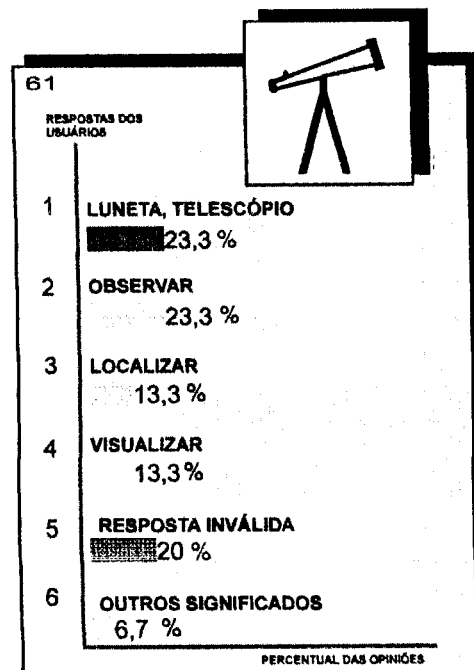 61
RESPOSTAS DOS
USUÁRIOS
1 LUNETA, TELESCÓPIO
23,3 %
2 OBSERVAR
23,3 %
3 LOCALIZAR
13,3 %
4 VISUALIZAR
13,3%
5 RESPOSTA INVÁLIDA
20 %
6 OUTROS SIGNIFICADOS
6,7 %
PERCENTUAL DAS OPINIÕES